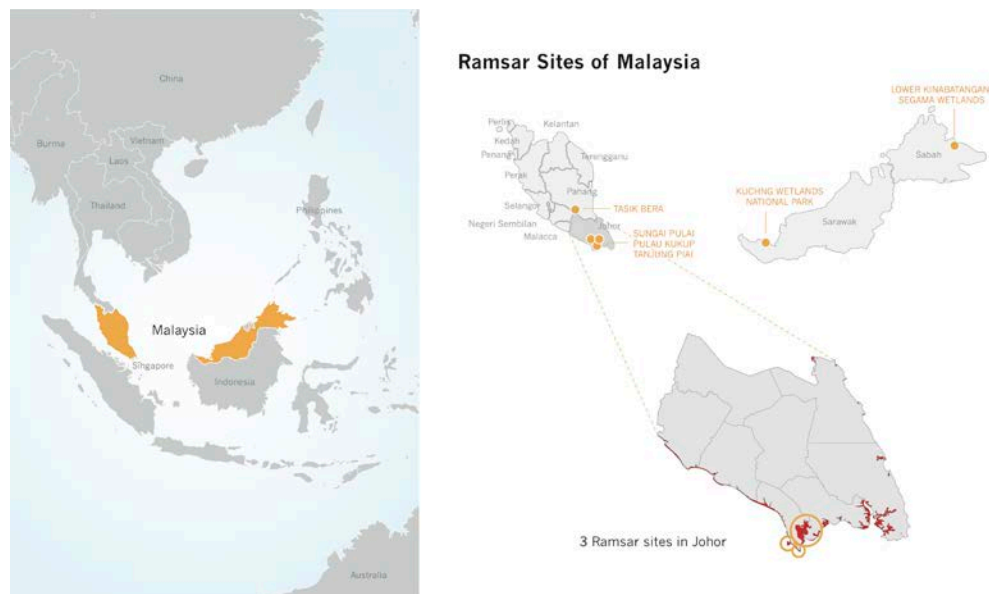 China
Burma
Vietnam
Laos
Thailand
Philippines
Malaysia
Singapore
Indonesia
Australia
Ramsar Sites of Malaysia
LOWER KINABATANGAN
SEGAMA WETLANDS
Perlis
Kelantan
Kedah
Penang
Terengganu
Sabah
Perak
Pahang
KUCHNG WETLANDS
NATIONAL PARK
Selangor
TASIK BERA
Negeri Sembilan
Johor
Sarawak
Malacca
SUNGAI PULAI
PULAU KUKUP
TANJUNG PIAI
3 Ramsar sites in Johor